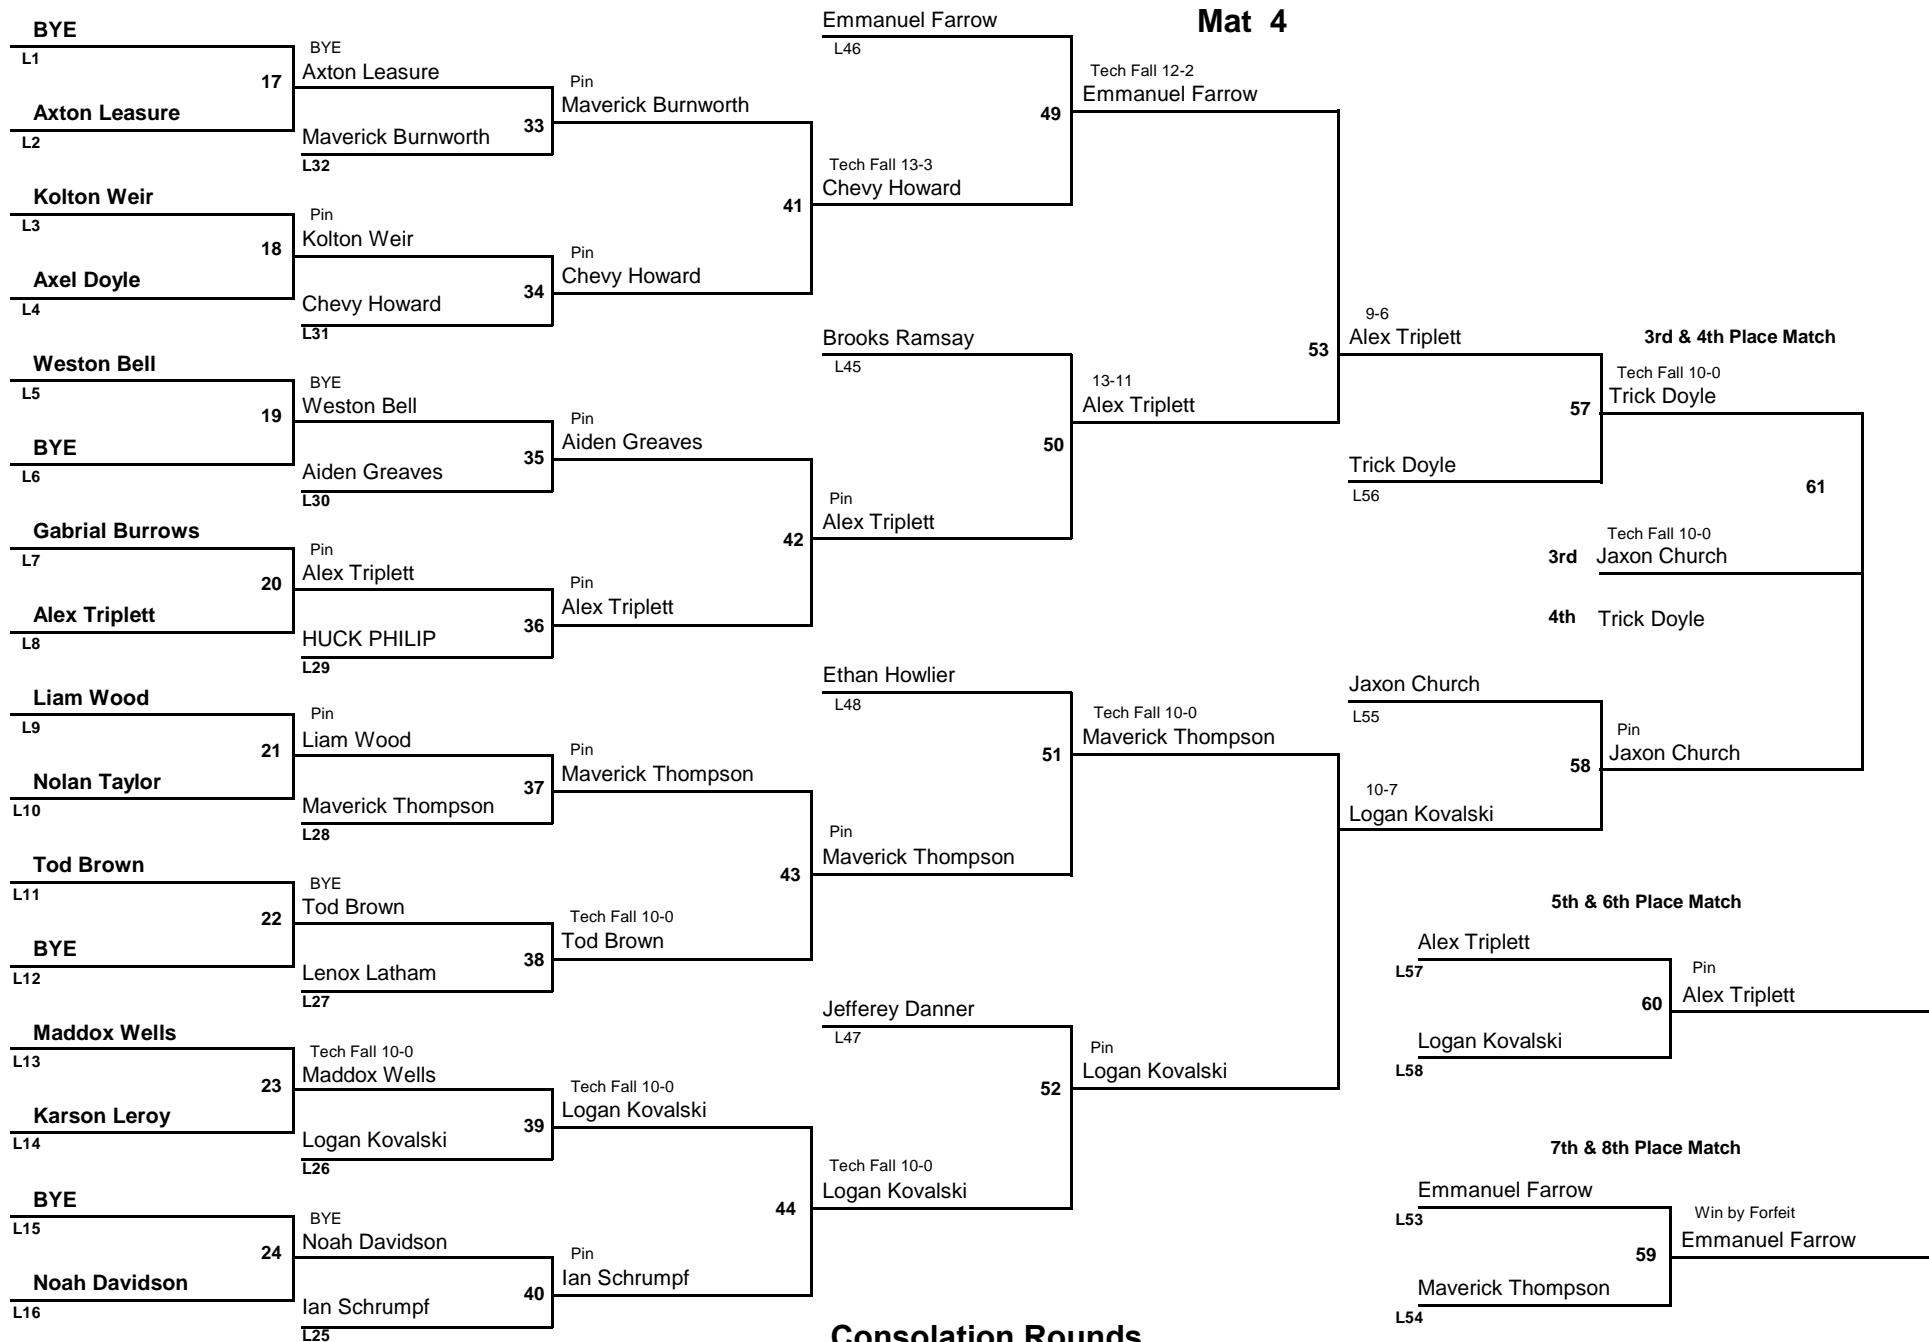 Mat 4
BYE
L1
17
Axton Leasure
L2
Kolton Weir
L3
18
Axel Doyle
L4
Weston Bell
L5
19
BYE
L6
Gabrial Burrows
L7
20
Alex Triplett
L8
Liam Wood
L9
21
Nolan Taylor
L10
Tod Brown
L11
22
BYE
L12
Maddox Wells
L13
23
Karson Leroy
L14
BYE
L15
24
Noah Davidson
L16
BYE
Axton Leasure
33
Maverick Burnworth
L32
Pin
Kolton Weir
34
Chevy Howard
L31
BYE
Weston Bell
35
Aiden Greaves
L30
Pin
Alex Triplett
36
HUCK PHILIP
L29
Pin
Liam Wood
37
Maverick Thompson
L28
BYE
Tod Brown
38
Lenox Latham
L27
Tech Fall 10-0
Maddox Wells
39
Logan Kovalski
L26
BYE
Noah Davidson
40
Ian Schrumpf
L25
Pin
Maverick Burnworth
41
Pin
Chevy Howard
Pin
Aiden Greaves
42
Pin
Alex Triplett
Pin
Maverick Thompson
43
Tech Fall 10-0
Tod Brown
Tech Fall 10-0
Logan Kovalski
44
Pin
Ian Schrumpf
Emmanuel Farrow
L46
49
Tech Fall 13-3
Chevy Howard
Brooks Ramsay
L45
50
Pin
Alex Triplett
Ethan Howlier
L48
51
Pin
Maverick Thompson
Jefferey Danner
L47
52
Tech Fall 10-0
Logan Kovalski
Tech Fall 12-2
Emmanuel Farrow
53
13-11
Alex Triplett
Tech Fall 10-0
Maverick Thompson
Pin
Logan Kovalski
9-6
Alex Triplett
57
Trick Doyle
L56
Jaxon Church
L55
58
10-7
Logan Kovalski
3rd & 4th Place Match
Tech Fall 10-0
Trick Doyle
61
Tech Fall 10-0
3rd Jaxon Church
4th Trick Doyle
Pin
Jaxon Church
5th & 6th Place Match
Alex Triplett
L57
60
Logan Kovalski
L58
Pin
Alex Triplett
7th & 8th Place Match
Emmanuel Farrow
L53
59
Maverick Thompson
L54
Win by Forfeit
Emmanuel Farrow
Consolation Rounds